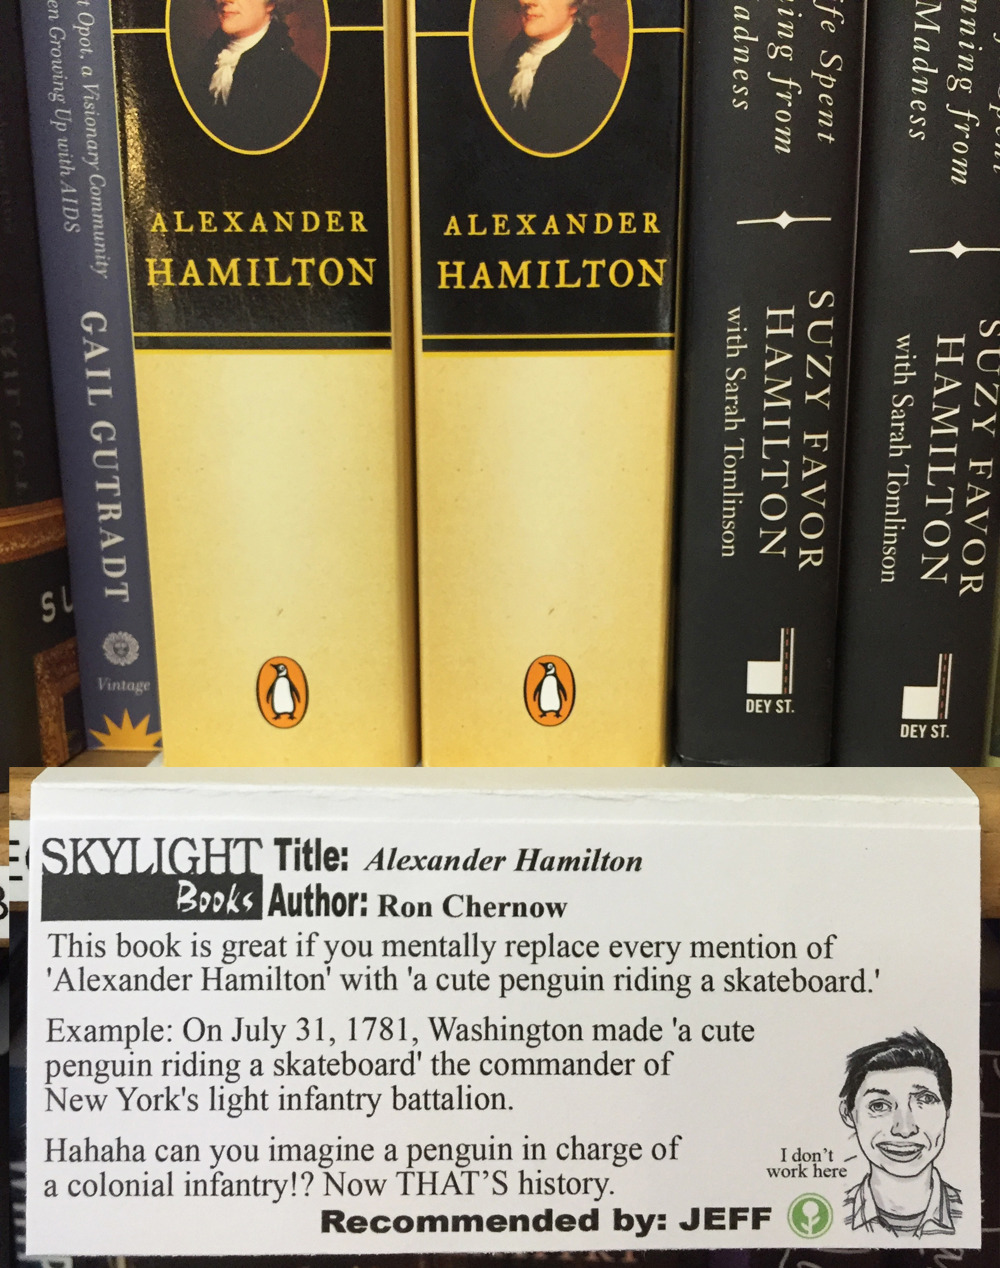 t Opot, a Visionary Community
en Growing Up with AIDS
GAIL GUTRADT
Vintage
ALEXANDER
HAMILTON
ALEXANDER
HAMILTON
ife Spent
ing from
adness
SUZY FAVOR
HAMILTON
with Sarah Tomlinson
DEY ST.
nning from
Madness
SUZY FAVOR
HAMILTON
with Sarah Tomlinson
DEY ST.
SKYLIGHT
Books
Title: Alexander Hamilton
Author: Ron Chernow
This book is great if you mentally replace every mention of
'Alexander Hamilton' with 'a cute penguin riding a skateboard.'
Example: On July 31, 1781, Washington made 'a cute
penguin riding a skateboard' the commander of
New York's light infantry battalion.
Hahaha can you imagine a penguin in charge of
a colonial infantry!? Now THAT'S history.
I don't
work here
Recommended by: JEFF